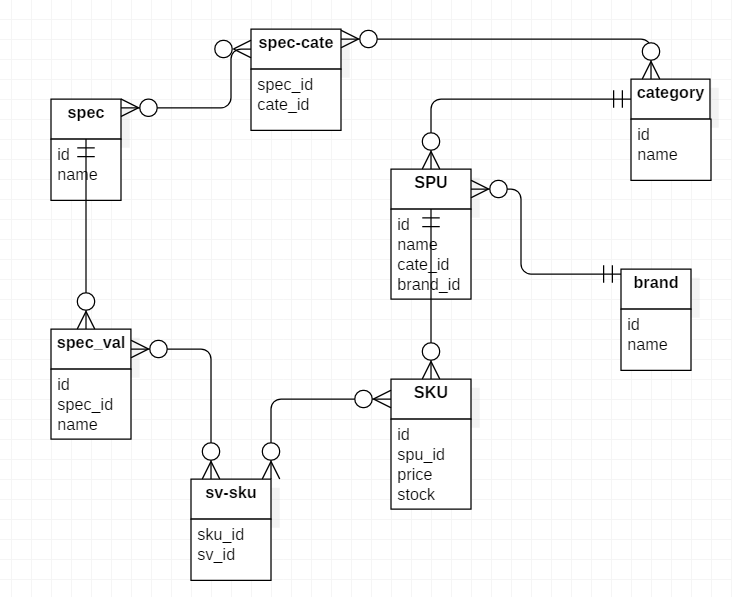 spec-cate
spec_id
cate_id
category
id
name
spec
id
name
SPU
id
name
cate_id
brand_id
brand
id
name
spec_val
id
spec_id
name
SKU
id
spu_id
price
stock
sv-sku
sku_id
sv_id